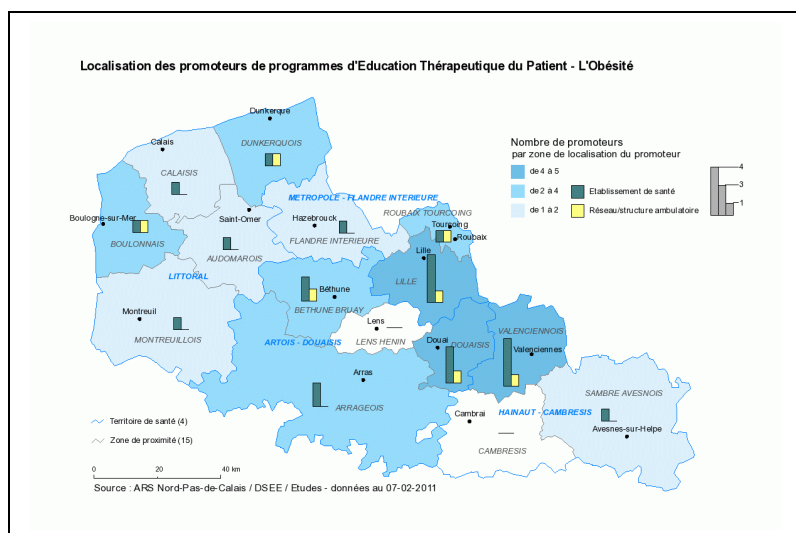 Localisation des promoteurs de programmes d'Education Thérapeutique du Patient - L'Obésité
Dunkerque
DUNKERQUOIS
Calais
CALAISIS
Nombre de promoteurs
par zone de localisation du promoteur
de 4 à 5
de 2 à 4
de 1 à 2
Etablissement de santé
Réseau/structure ambulatoire
4
3
1
METROPOLE - FLANDRE INTERIEURE
Boulogne-sur-Mer
BOULONNAIS
Saint-Omer
AUDOMAROIS
Hazebrouck
FLANDRE INTERIEURE
ROUBAIX TOURCOING
Tourcoing
Roubaix
Lille
LILLE
LITTORAL
Béthune
BETHUNE BRUAY
Montreuil
MONTREUILLOIS
Lens
LENS HENIN
ARTOIS - DOUAISIS
Douai
DOUAISIS
VALENCIENNOIS
Valenciennes
Arras
ARRAGEOIS
SAMBRE AVESNOIS
HAINAUT - CAMBRESIS
Cambrai
CAMBRESIS
Avesnes-sur-Helpe
Territoire de santé (4)
Zone de proximité (15)
0 20 40 km
Source : ARS Nord-Pas-de-Calais / DSEE / Etudes - données au 07-02-2011